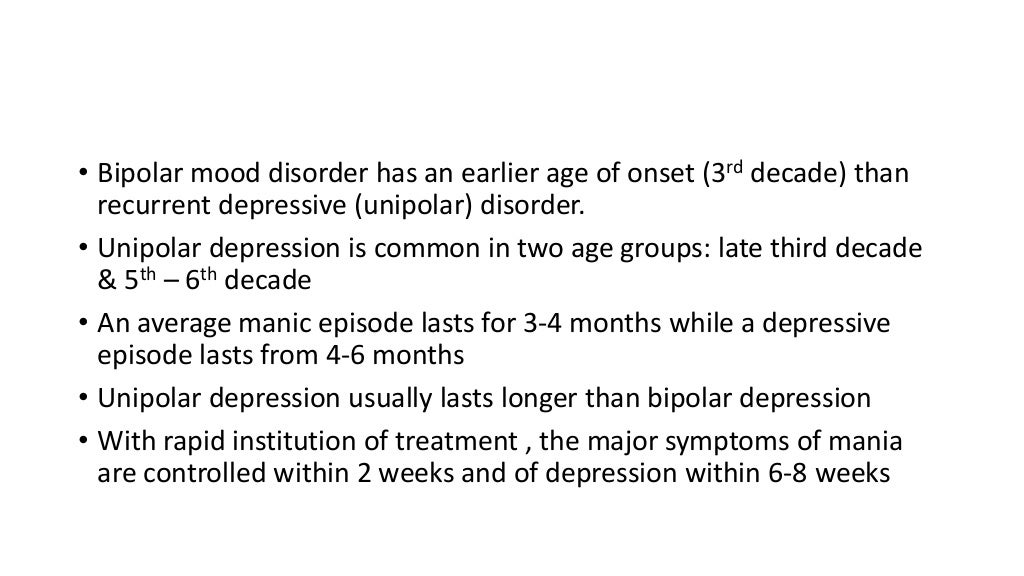 • Bipolar mood disorder has an earlier age of onset (3rd decade) than
recurrent depressive (unipolar) disorder.
• Unipolar depression is common in two age groups: late third decade
& 5th – 6th decade
• An average manic episode lasts for 3-4 months while a depressive
episode lasts from 4-6 months
• Unipolar depression usually lasts longer than bipolar depression
• With rapid institution of treatment , the major symptoms of mania
are controlled within 2 weeks and of depression within 6-8 weeks